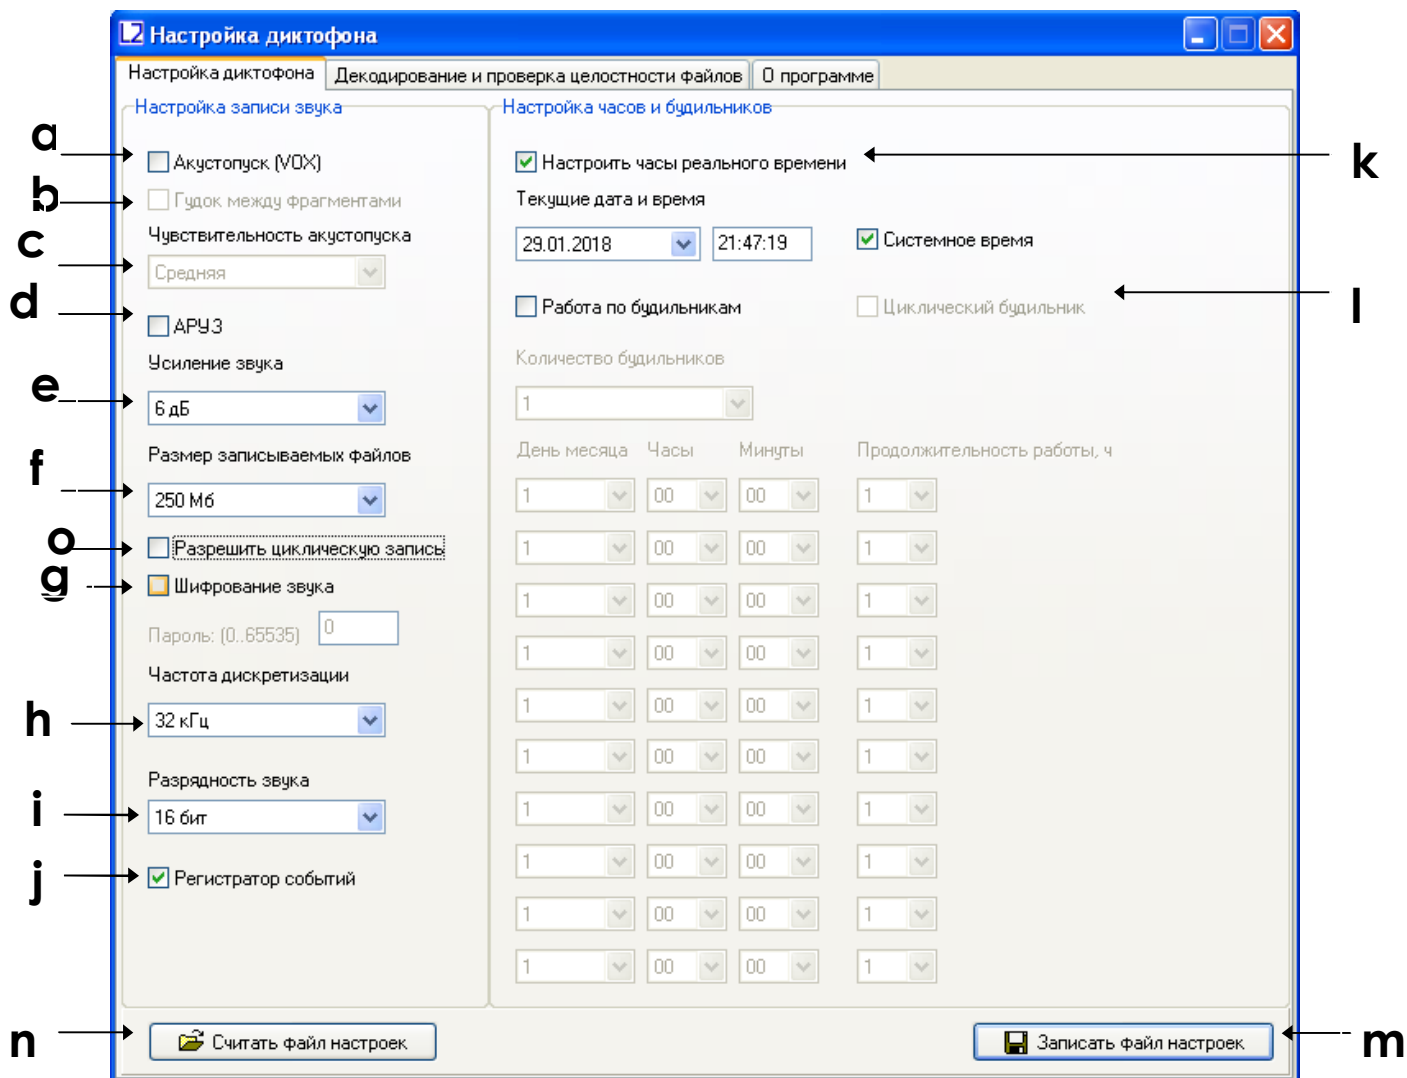 Настройка диктофона
Настройка диктофона Декодирование и проверка целостности файлов О программе
Настройка записи звука
a Акустопуск (VOX)
b Гудок между фрагментами
Чувствительность акустопуска
c Средняя
d АРУЗ
Усиление звука
e 6 дБ
Размер записываемых файлов
f 250 Мб
o Разрешить циклическую запись
g Шифрование звука
Пароль: (0..65535) 0
Частота дискретизации
h 32 кГц
Разрядность звука
i 16 бит
j Регистратор событий
Настройка часов и будильников
Настроить часы реального времени k
Текущие дата и время
29.01.2018 21:47:19 Системное время
Работа по будильникам Циклический будильник l
Количество будильников
1
День месяца Часы Минуты Продолжительность работы, ч
1 00 00 1
1 00 00 1
1 00 00 1
1 00 00 1
1 00 00 1
1 00 00 1
1 00 00 1
1 00 00 1
1 00 00 1
1 00 00 1
n Считать файл настроек Записать файл настроек m